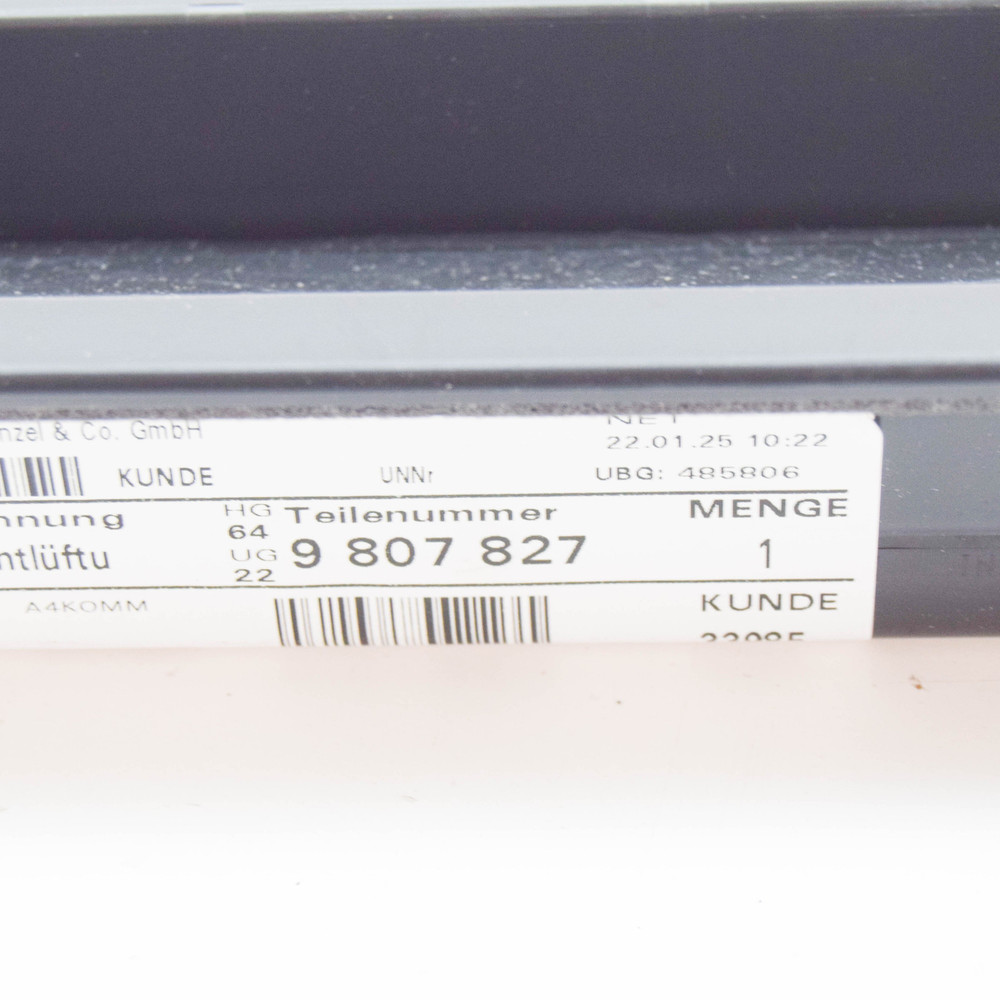 nzel & Co. GmbH
22.01.25 10:22
KUNDE UNNr UBG: 485806
nnung HG Teilenummer MENGE
64
ntlüftu UG 9 807 827 1
22
A4KOMM KUNDE